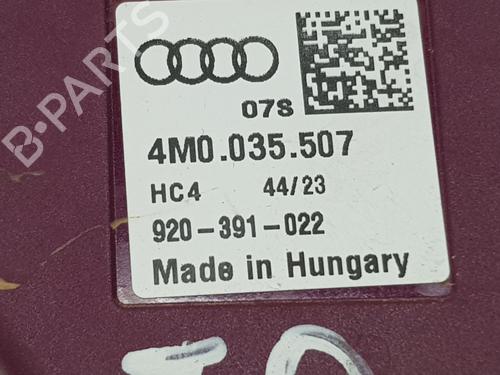 07S
4M0.035.507
HC4 44/23
920-391-022
Made in Hungary
B-PARTS